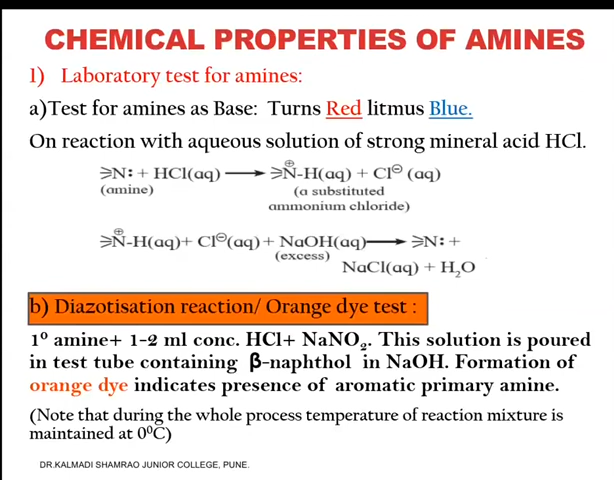 CHEMICAL PROPERTIES OF AMINES
1) Laboratory test for amines:
a)Test for amines as Base: Turns Red litmus Blue.
On reaction with aqueous solution of strong mineral acid HCl.
⩾N: + HCl(aq) ⟶ ⩾N⊕-H(aq) + Cl⊖ (aq)
(amine) (a substituted
ammonium chloride)
⩾N⊕-H(aq)+ Cl⊖(aq) + NaOH(aq) ⟶ ⩾N: +
(excess)
NaCl(aq) + H₂O
b) Diazotisation reaction/ Orange dye test :
1⁰ amine+ 1-2 ml conc. HCl+ NaNO₂. This solution is poured
in test tube containing β-naphthol in NaOH. Formation of
orange dye indicates presence of aromatic primary amine.
(Note that during the whole process temperature of reaction mixture is
maintained at 0⁰C)
DR.KALMADI SHAMRAO JUNIOR COLLEGE, PUNE.